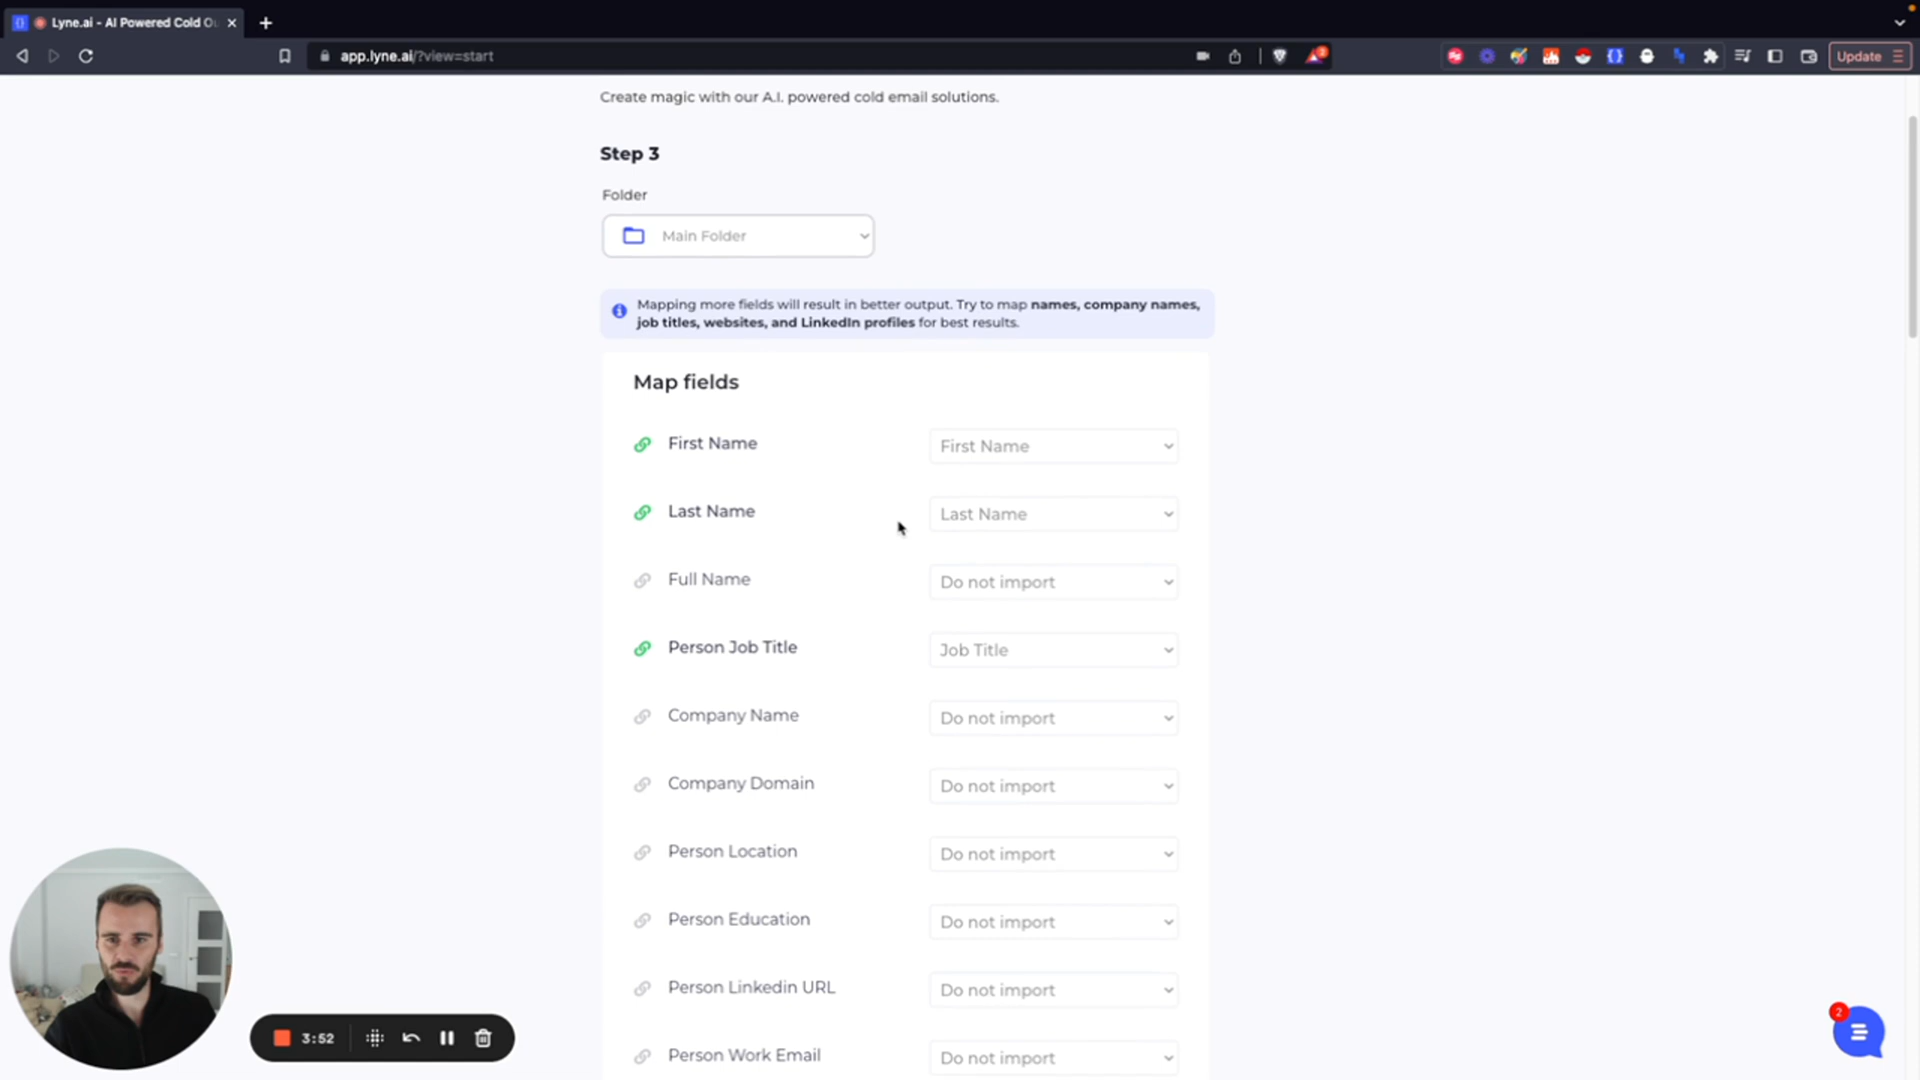 Lyne.ai - AI Powered Cold Ou
app.lyne.ai/?view=start
Update
Create magic with our A.I. powered cold email solutions.
Step 3
Folder
Main Folder
Mapping more fields will result in better output. Try to map names, company names,
job titles, websites, and LinkedIn profiles for best results.
Map fields
First Name
First Name
Last Name
Last Name
Full Name
Do not import
Person Job Title
Job Title
Company Name
Do not import
Company Domain
Do not import
Person Location
Do not import
Person Education
Do not import
Person Linkedin URL
Do not import
Person Work Email
Do not import
3:52
2